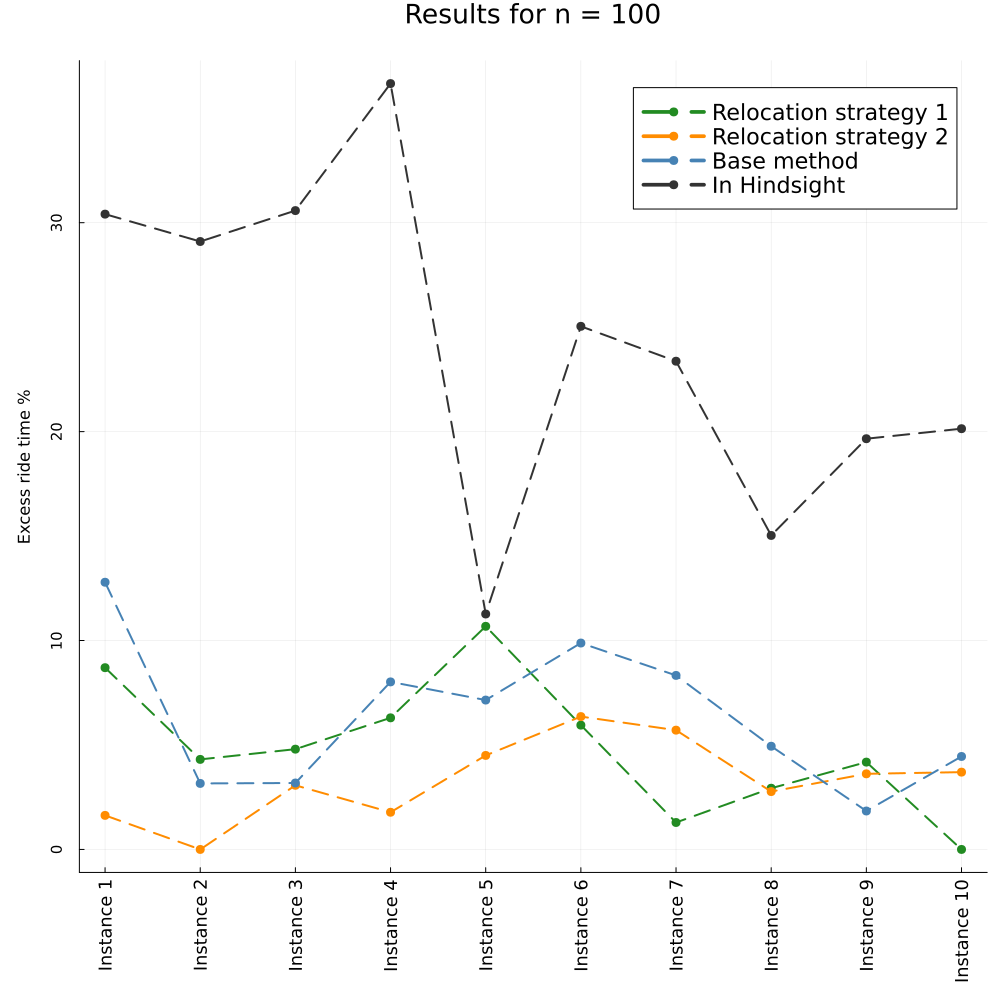 Results for n = 100
Relocation strategy 1
Relocation strategy 2
Base method
In Hindsight
Excess ride time %
30
20
10
0
Instance 1
Instance 2
Instance 3
Instance 4
Instance 5
Instance 6
Instance 7
Instance 8
Instance 9
Instance 10